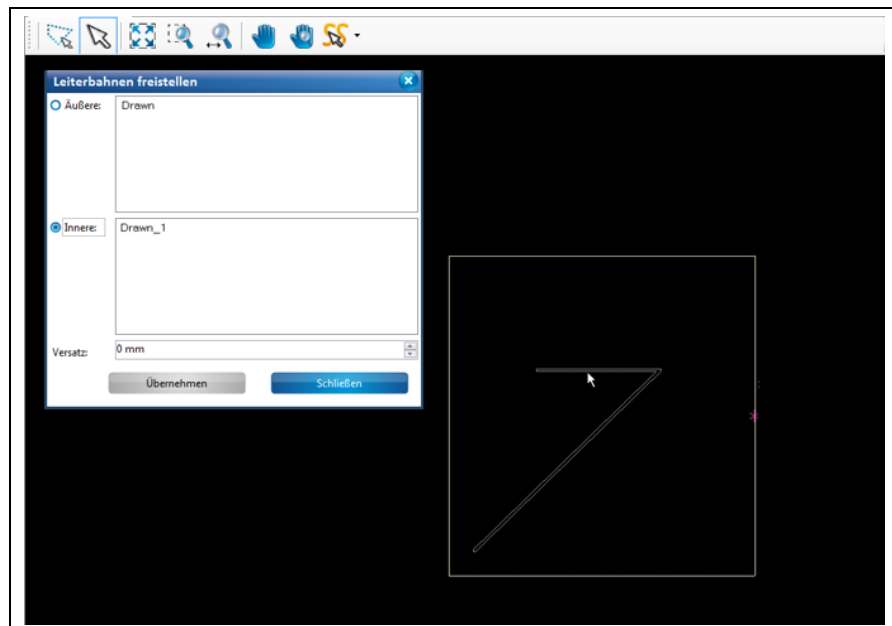 Leiterbahnen freistellen
Äußere:
Drawn
Innere:
Drawn_1
Versatz:
0 mm
Übernehmen
Schließen